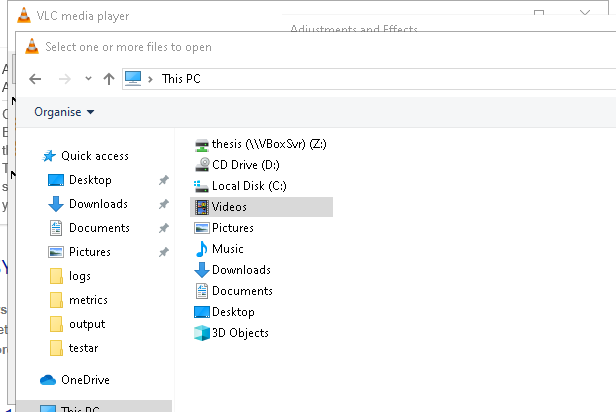 VLC media player
Adjustments and Effects
Select one or more files to open
This PC
Organise
Quick access
Desktop
Downloads
Documents
Pictures
logs
metrics
output
testar
OneDrive
This PC
thesis (\\VBoxSvr) (Z:)
CD Drive (D:)
Local Disk (C:)
Videos
Pictures
Music
Downloads
Documents
Desktop
3D Objects